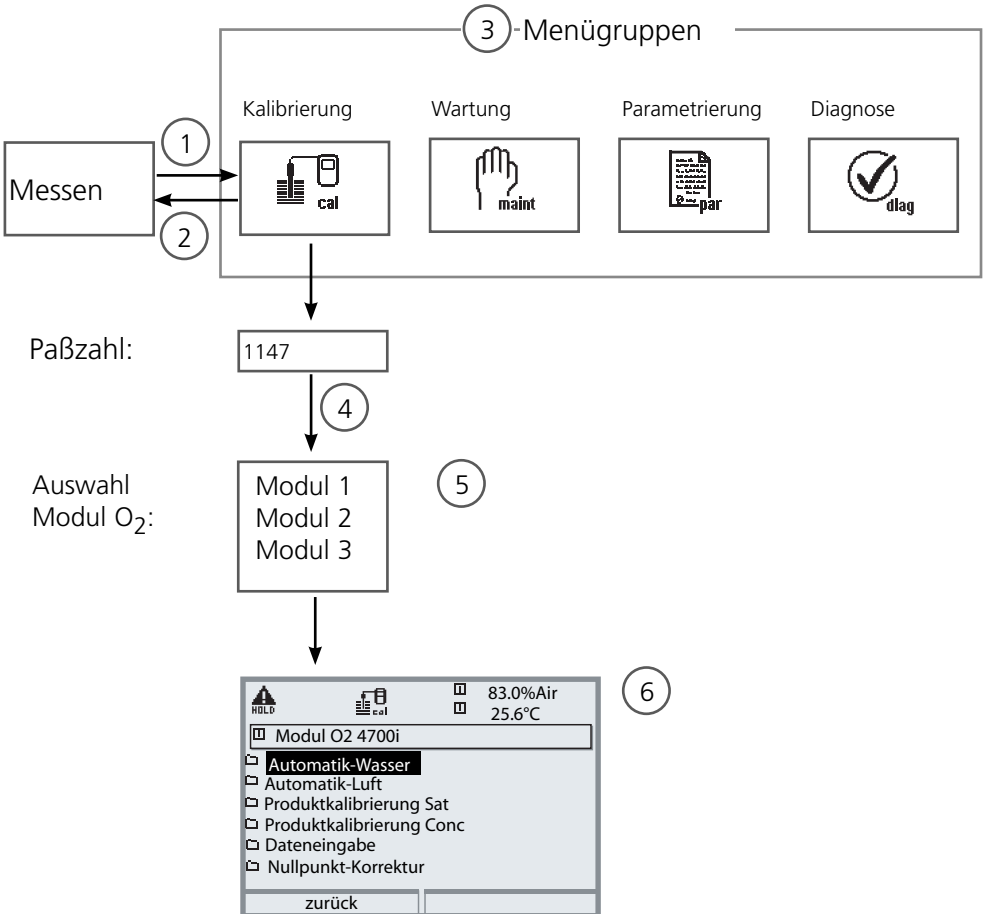 3 Menügruppen
Kalibrierung Wartung Parametrierung Diagnose
1
Messen
cal maint par diag
2
Paßzahl: 1147
4
Auswahl
Modul O2:
Modul 1
Modul 2
Modul 3
5
6
HOLD cal 83.0%Air
25.6°C
Modul O2 4700i
Automatik-Wasser
Automatik-Luft
Produktkalibrierung Sat
Produktkalibrierung Conc
Dateneingabe
Nullpunkt-Korrektur
zurück